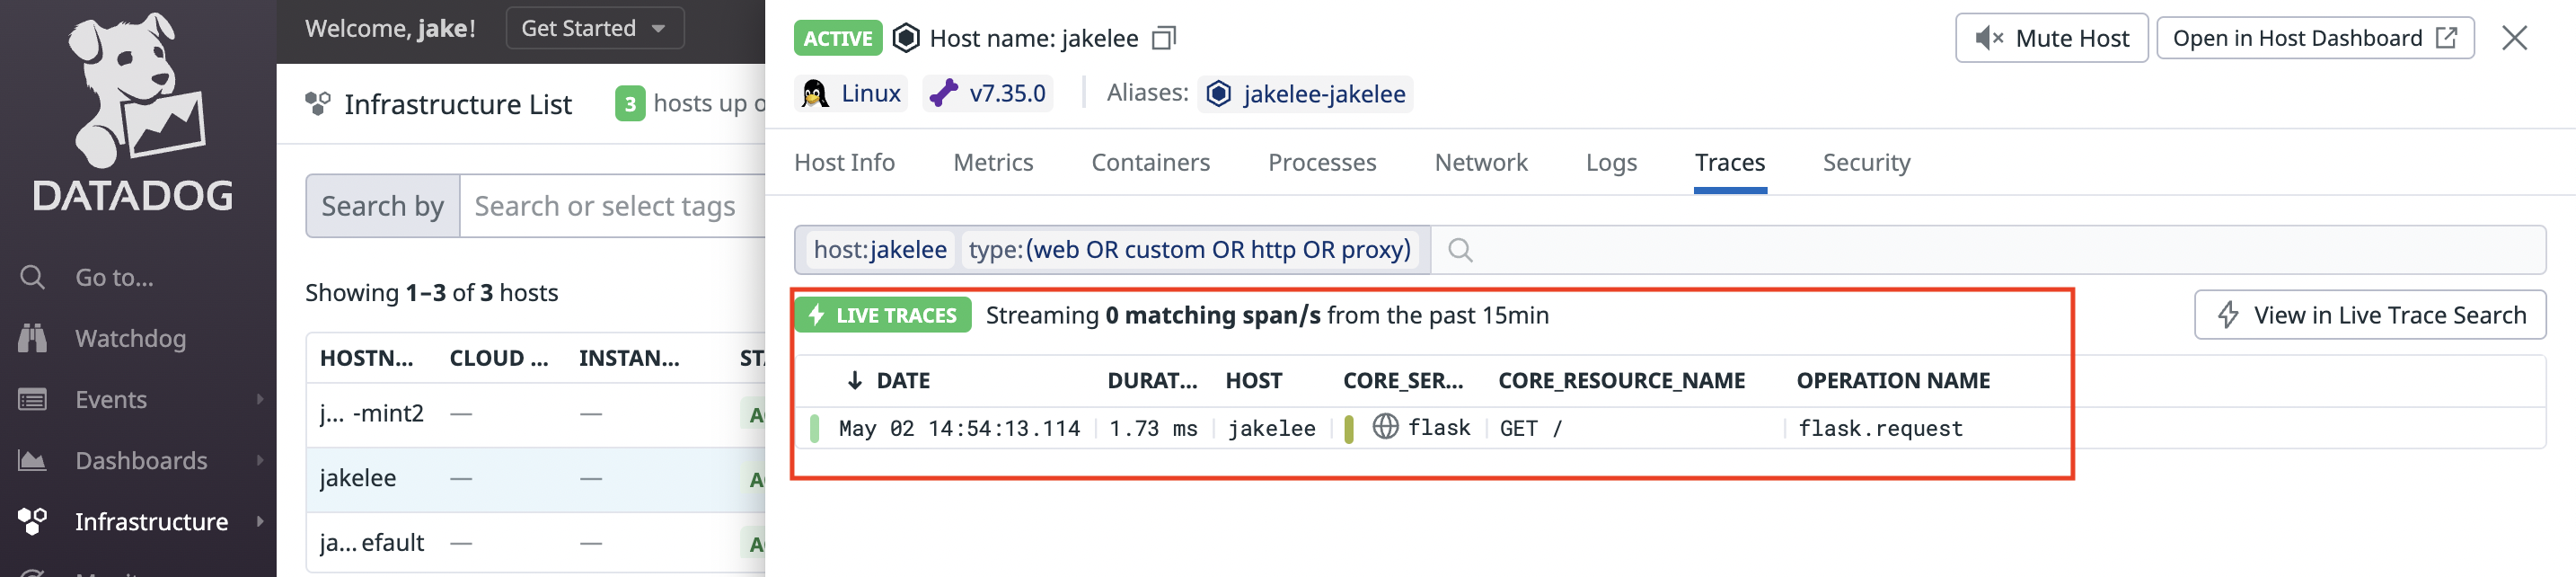 DATADOG
Go to...
Watchdog
Events
Dashboards
Infrastructure
Welcome, jake!
Get Started
Infrastructure List
3 hosts up o
Search by
Search or select tags
Showing 1–3 of 3 hosts
HOSTN... CLOUD ... INSTAN...
j... -mint2 — —
jakelee — —
ja... efault — —
ACTIVE Host name: jakelee
Mute Host
Open in Host Dashboard
Linux v7.35.0 Aliases: jakelee-jakelee
Host Info Metrics Containers Processes Network Logs Traces Security
host:jakelee type:(web OR custom OR http OR proxy)
LIVE TRACES Streaming 0 matching span/s from the past 15min
View in Live Trace Search
DATE DURAT... HOST CORE_SER... CORE_RESOURCE_NAME OPERATION NAME
May 02 14:54:13.114 1.73 ms jakelee flask GET / flask.request